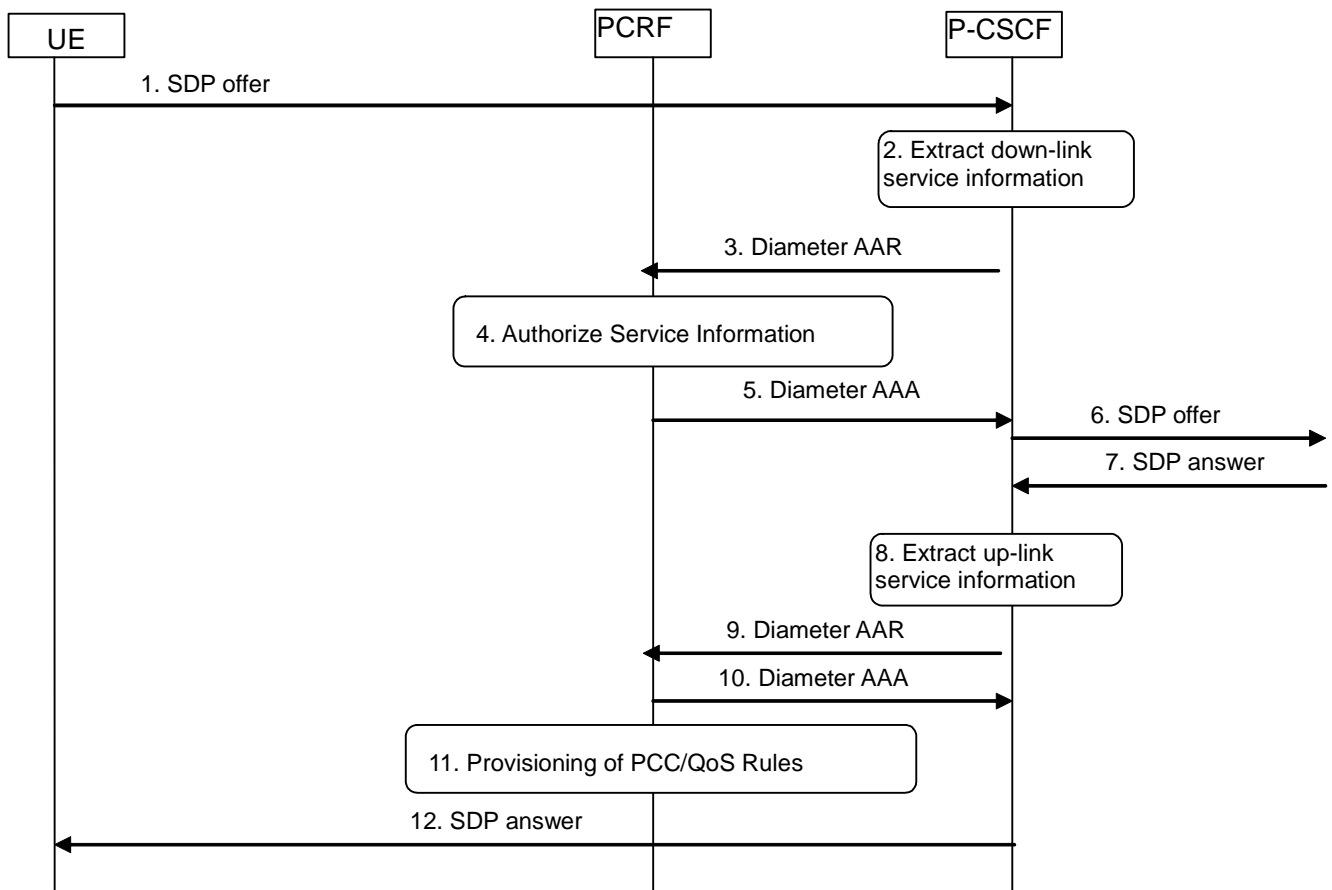 UE
PCRF
P-CSCF
1. SDP offer
2. Extract down-link
service information
3. Diameter AAR
4. Authorize Service Information
5. Diameter AAA
6. SDP offer
7. SDP answer
8. Extract up-link
service information
9. Diameter AAR
10. Diameter AAA
11. Provisioning of PCC/QoS Rules
12. SDP answer